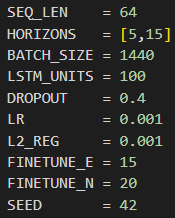 SEQ_LEN = 64
HORIZONS = [5,15]
BATCH_SIZE = 1440
LSTM_UNITS = 100
DROPOUT = 0.4
LR = 0.001
L2_REG = 0.001
FINETUNE_E = 15
FINETUNE_N = 20
SEED = 42